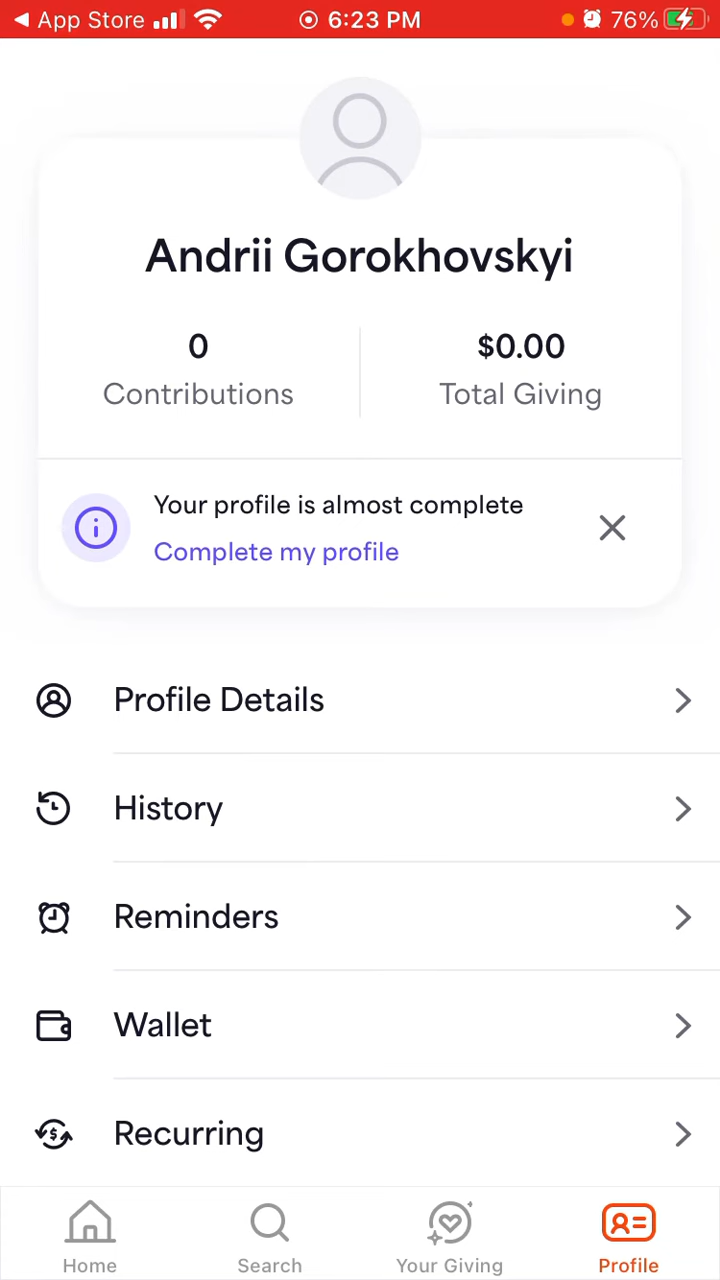 App Store 6:23 PM 76%
Andrii Gorokhovskyi
0 $0.00
Contributions Total Giving
Your profile is almost complete
Complete my profile
Profile Details
History
Reminders
Wallet
Recurring
Home Search Your Giving Profile